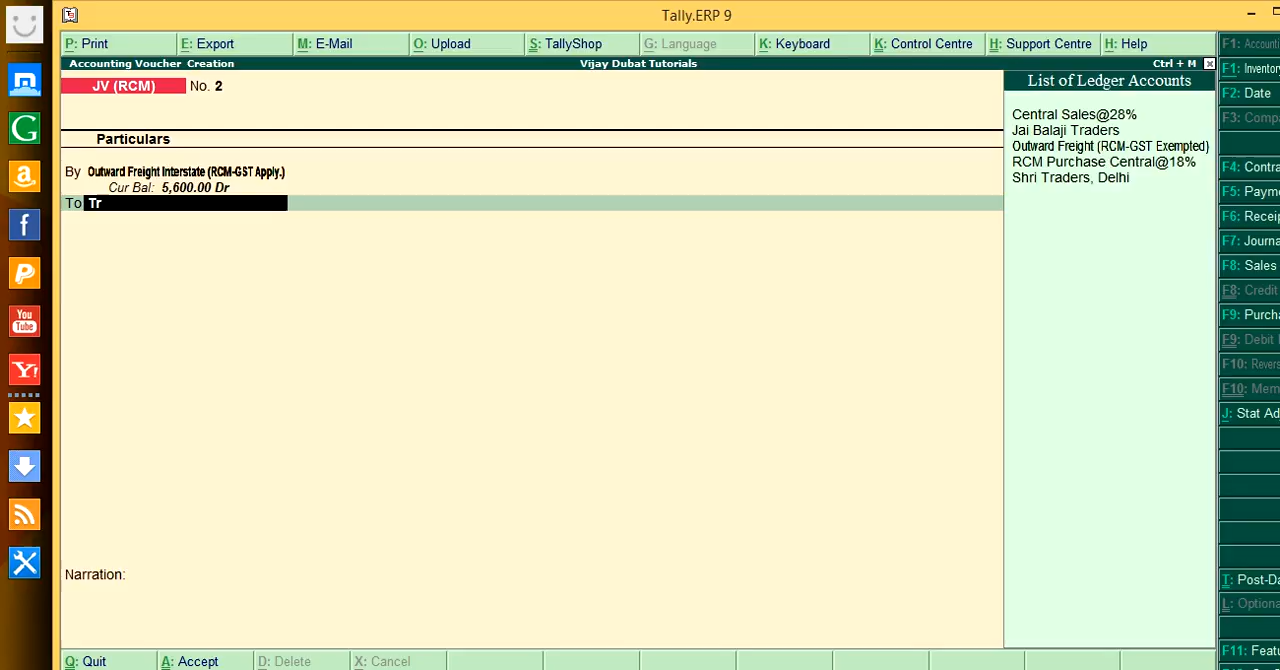 Tally.ERP 9
P: Print E: Export M: E-Mail O: Upload S: TallyShop G: Language K: Keyboard K: Control Centre H: Support Centre H: Help
Accounting Voucher Creation Vijay Dubat Tutorials Ctrl + M
JV (RCM) No. 2
Particulars
By Outward Freight Interstate (RCM-GST Apply.)
Cur Bal: 5,600.00 Dr
To Tr
Narration:
List of Ledger Accounts
Central Sales@28%
Jai Balaji Traders
Outward Freight (RCM-GST Exempted)
RCM Purchase Central@18%
Shri Traders, Delhi
F1: Accounti
F1: Inventory
F2: Date
F3: Compa
F4: Contra
F5: Payme
F6: Receip
F7: Journa
F8: Sales
F8: Credit
F9: Purcha
F9: Debit
F10: Revers
F10: Mem
J: Stat Ad
T: Post-Da
L: Optiona
F11: Featu
Q: Quit A: Accept D: Delete X: Cancel
G
a
f
P
You
Tube
Y!